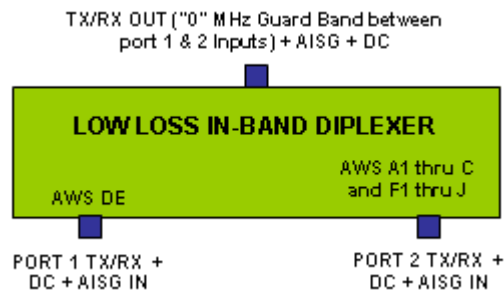 TX/RX OUT ("0" MHz Guard Band between
port 1 & 2 Inputs) + AISG + DC
LOW LOSS IN-BAND DIPLEXER
AWS DE
AWS A1 thru C
and F1 thru J
PORT 1 TX/RX +
DC + AISG IN
PORT 2 TX/RX +
DC + AISG IN